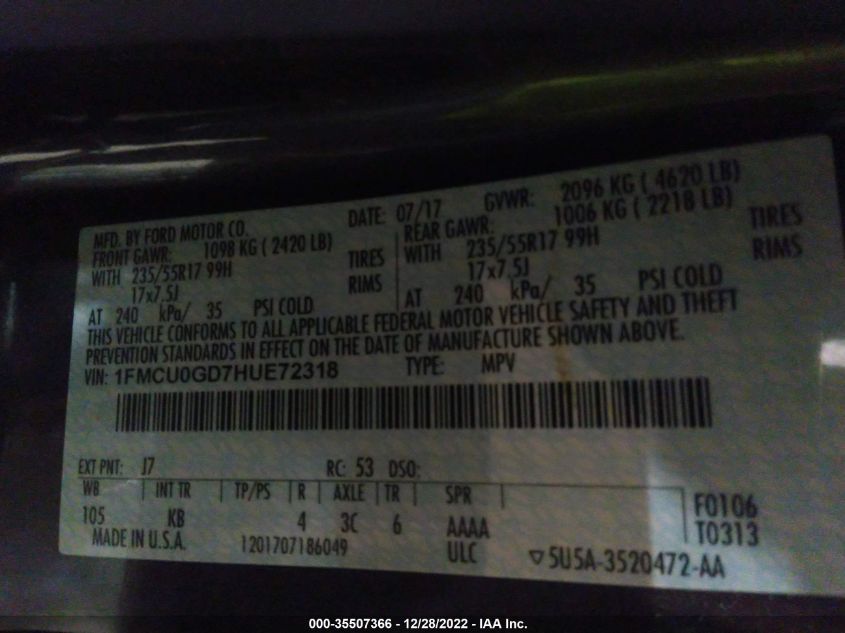 MFD. BY FORD MOTOR CO. DATE: 07/17 GVWR: 2096 KG ( 4620 LB)
FRONT GAWR: 1098 KG ( 2420 LB) REAR GAWR: 1006 KG ( 2218 LB)
WITH 235/55R17 99H TIRES WITH 235/55R17 99H TIRES
17x7.5J RIMS 17x7.5J RIMS
AT 240 kPa/ 35 PSI COLD AT 240 kPa/ 35 PSI COLD
THIS VEHICLE CONFORMS TO ALL APPLICABLE FEDERAL MOTOR VEHICLE SAFETY AND THEFT
PREVENTION STANDARDS IN EFFECT ON THE DATE OF MANUFACTURE SHOWN ABOVE.
VIN: 1FMCU0GD7HUE72318 TYPE: MPV
EXT PNT: J7 RC: 53 DSO:
WB INT TR TP/PS R AXLE TR SPR
105 KB 4 3C 6 AAAA
F0106
T0313
MADE IN U.S.A. 1201707186049 ULC ▽5U5A-3520472-AA
000-35507366 - 12/28/2022 - IAA Inc.